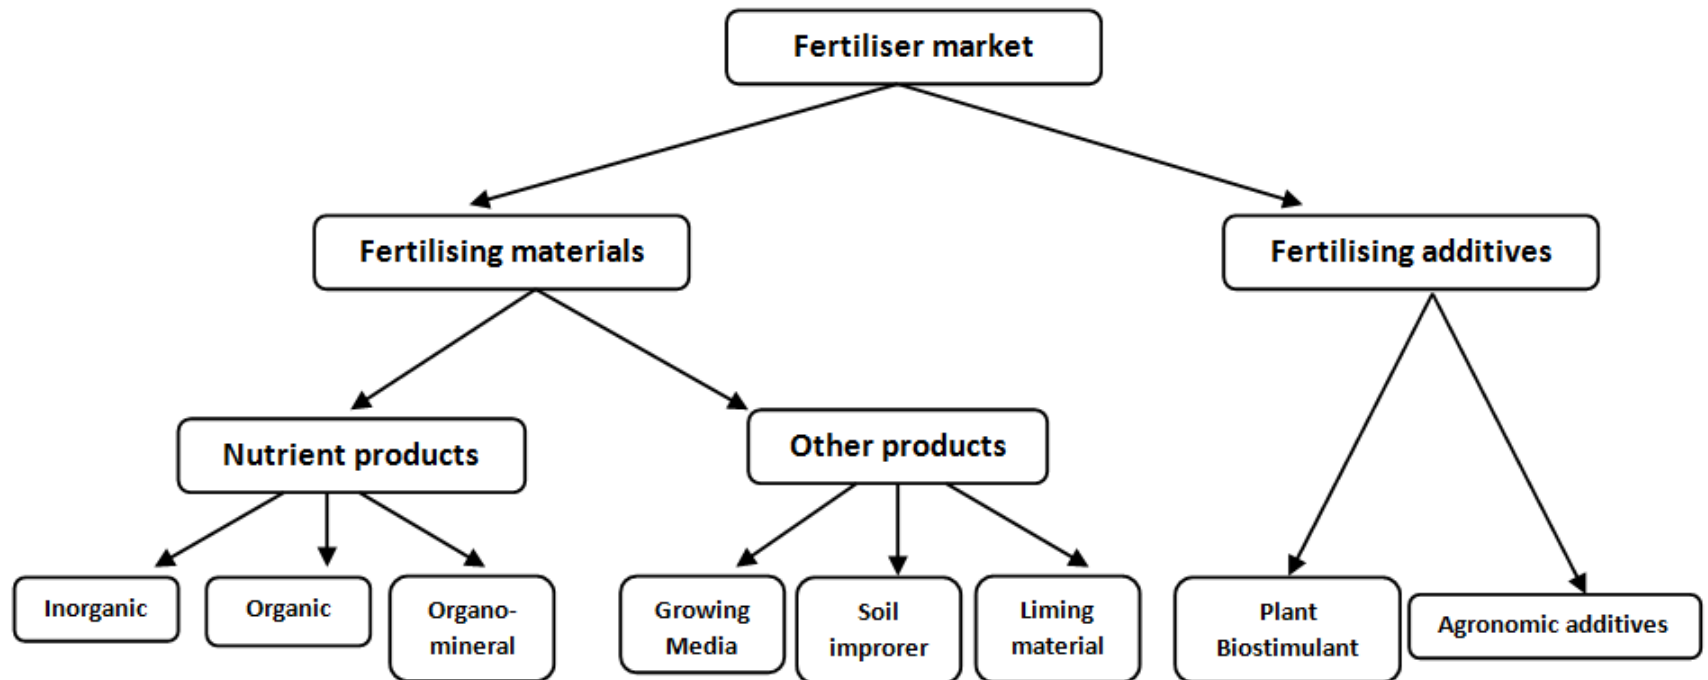 Fertiliser market
Fertilising materials
Fertilising additives
Nutrient products
Other products
Inorganic
Organic
Organo-
mineral
Growing
Media
Soil
improrer
Liming
material
Plant
Biostimulant
Agronomic additives